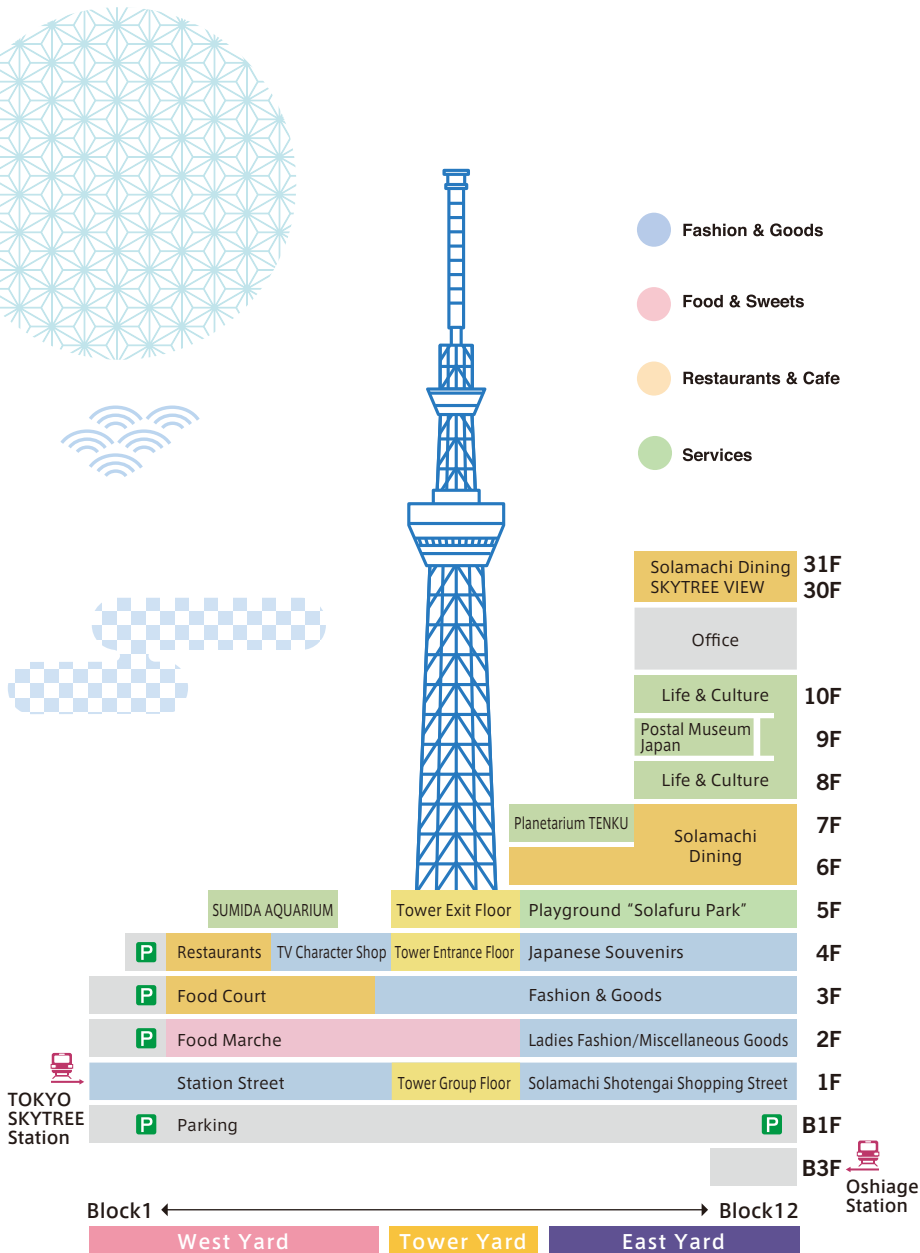 Fashion & Goods
Food & Sweets
Restaurants & Cafe
Services
Solamachi Dining
SKYTREE VIEW
31F
30F
Office
Life & Culture
10F
Postal Museum
Japan
9F
Life & Culture
8F
Planetarium TENKU
Solamachi
Dining
7F
6F
SUMIDA AQUARIUM
Tower Exit Floor
Playground "Solafuru Park"
5F
P
Restaurants
TV Character Shop
Tower Entrance Floor
Japanese Souvenirs
4F
P
Food Court
Fashion & Goods
3F
P
Food Marche
Ladies Fashion/Miscellaneous Goods
2F
TOKYO
SKYTREE
Station
Station Street
Tower Group Floor
Solamachi Shotengai Shopping Street
1F
P
Parking
P
B1F
B3F
Oshiage
Station
Block1
Block12
West Yard
Tower Yard
East Yard